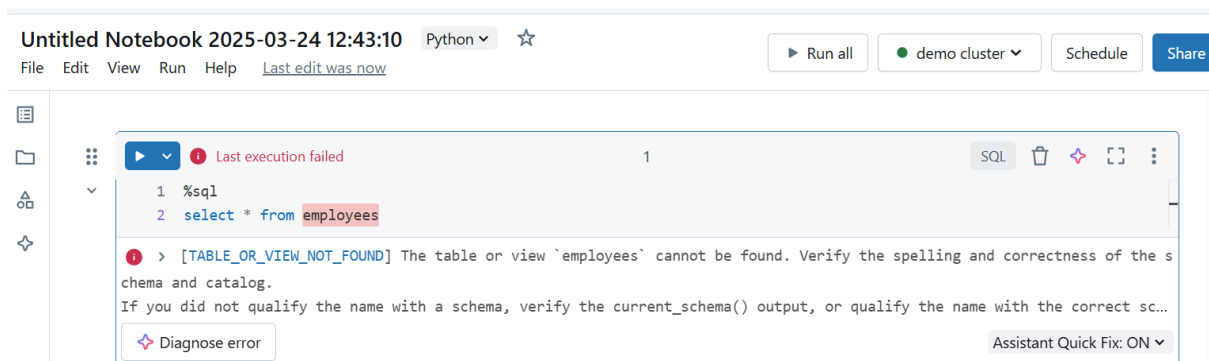 Untitled Notebook 2025-03-24 12:43:10 Python
Run all demo cluster Schedule Share
File Edit View Run Help Last edit was now
Last execution failed 1 SQL
1 %sql
2 select * from employees
[TABLE_OR_VIEW_NOT_FOUND] The table or view `employees` cannot be found. Verify the spelling and correctness of the s
chema and catalog.
If you did not qualify the name with a schema, verify the current_schema() output, or qualify the name with the correct sc…
Diagnose error Assistant Quick Fix: ON